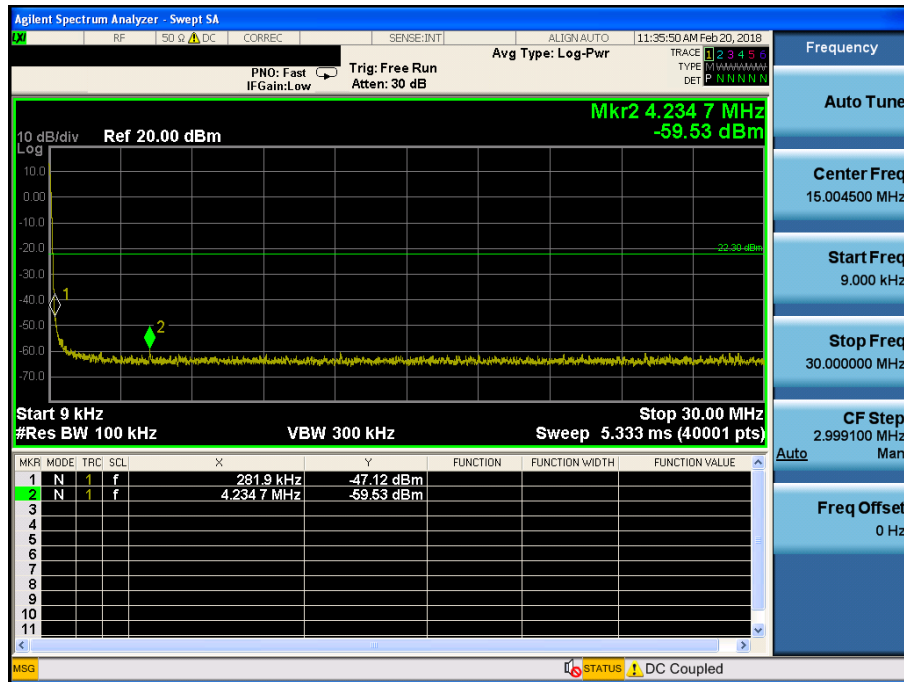 Agilent Spectrum Analyzer - Swept SA
LXI RF 50 Ω DC CORREC SENSE:INT ALIGN AUTO 11:35:50 AM Feb 20, 2018
Avg Type: Log-Pwr
TRACE 1 2 3 4 5 6
TYPE M W W W W W
DET P N N N N N
PNO: Fast
IFGain:Low
Trig: Free Run
Atten: 30 dB
Mkr2 4.234 7 MHz
-59.53 dBm
10 dB/div Ref 20.00 dBm
Log
10.0
0.00
-10.0
-20.0
-30.0
-40.0
-50.0
-60.0
-70.0
-22.30 dBm
1
2
Start 9 kHz Stop 30.00 MHz
#Res BW 100 kHz VBW 300 kHz Sweep 5.333 ms (40001 pts)
MKR MODE TRC SCL X Y FUNCTION FUNCTION WIDTH FUNCTION VALUE
1 N 1 f 281.9 kHz -47.12 dBm
2 N 1 f 4.234 7 MHz -59.53 dBm
3
4
5
6
7
8
9
10
11
MSG STATUS DC Coupled
Frequency
Auto Tune
Center Freq
15.004500 MHz
Start Freq
9.000 kHz
Stop Freq
30.000000 MHz
CF Step
2.999100 MHz
Auto Man
Freq Offset
0 Hz